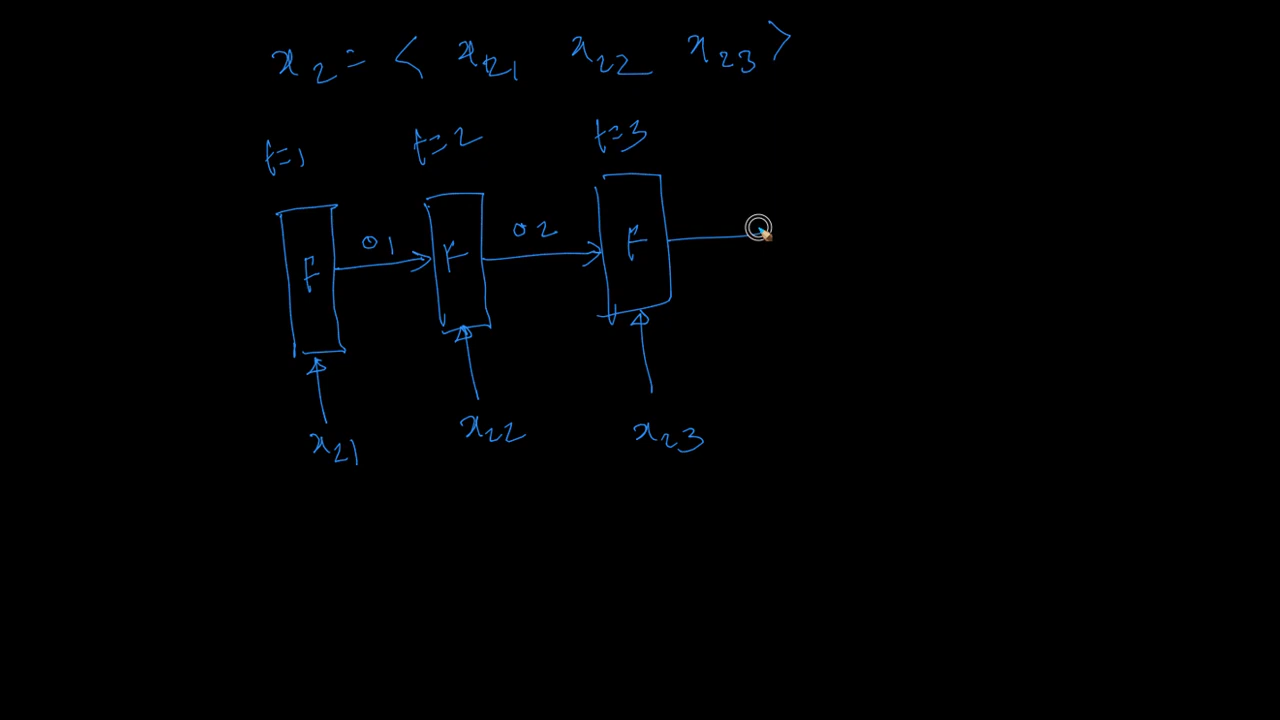 x₂ = < x₂₁ x₂₂ x₂₃ >
t=1 t=2 t=3
F o1 F o2 F
x₂₁ x₂₂ x₂₃